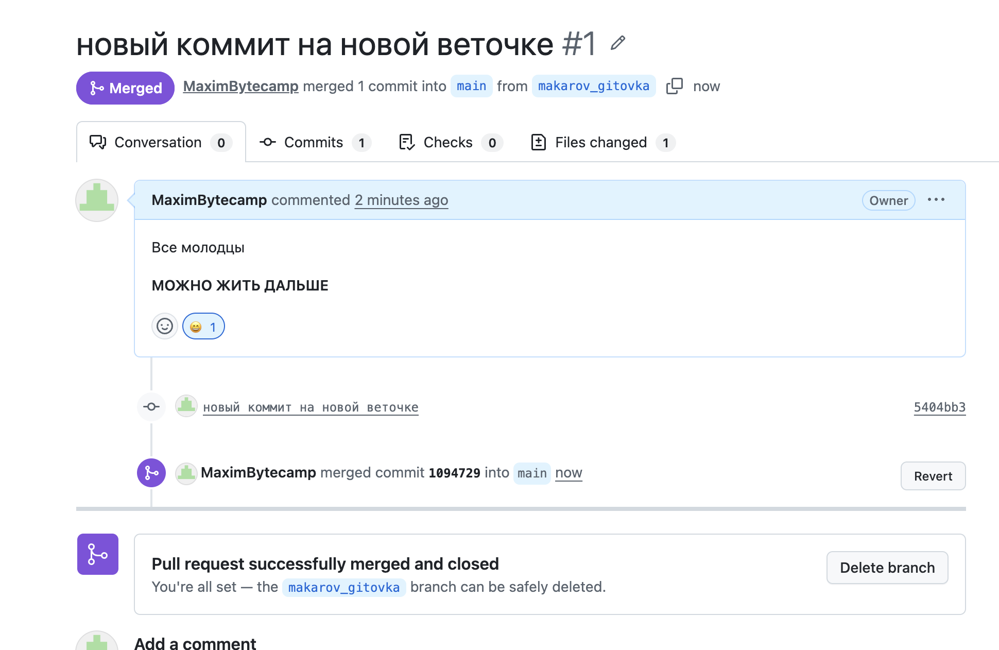 новый коммит на новой веточке #1
Merged MaximBytecamp merged 1 commit into main from makarov_gitovka now
Conversation 0 Commits 1 Checks 0 Files changed 1
MaximBytecamp commented 2 minutes ago Owner
Все молодцы
МОЖНО ЖИТЬ ДАЛЬШЕ
😄 1
новый коммит на новой веточке 5404bb3
MaximBytecamp merged commit 1094729 into main now Revert
Pull request successfully merged and closed
You're all set — the makarov_gitovka branch can be safely deleted.
Delete branch
Add a comment